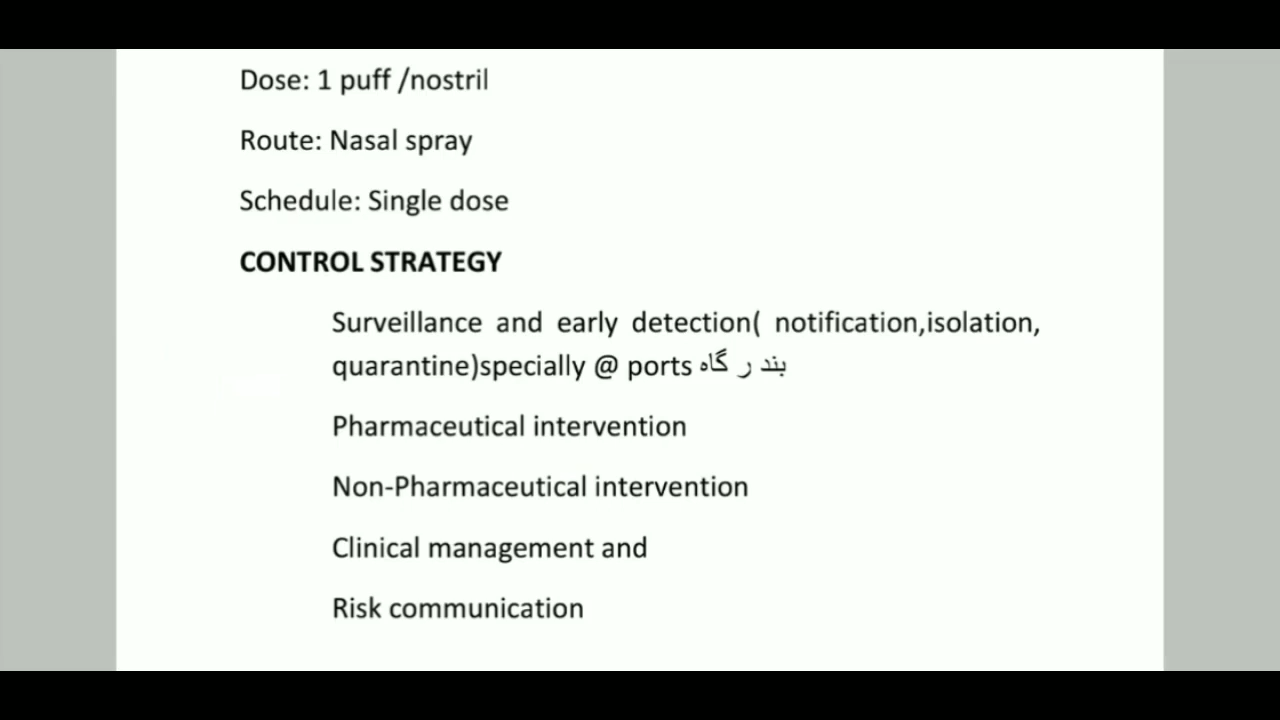 Dose: 1 puff /nostril
Route: Nasal spray
Schedule: Single dose
CONTROL STRATEGY
Surveillance and early detection( notification,isolation,
quarantine)specially @ ports بند ر گاہ
Pharmaceutical intervention
Non-Pharmaceutical intervention
Clinical management and
Risk communication